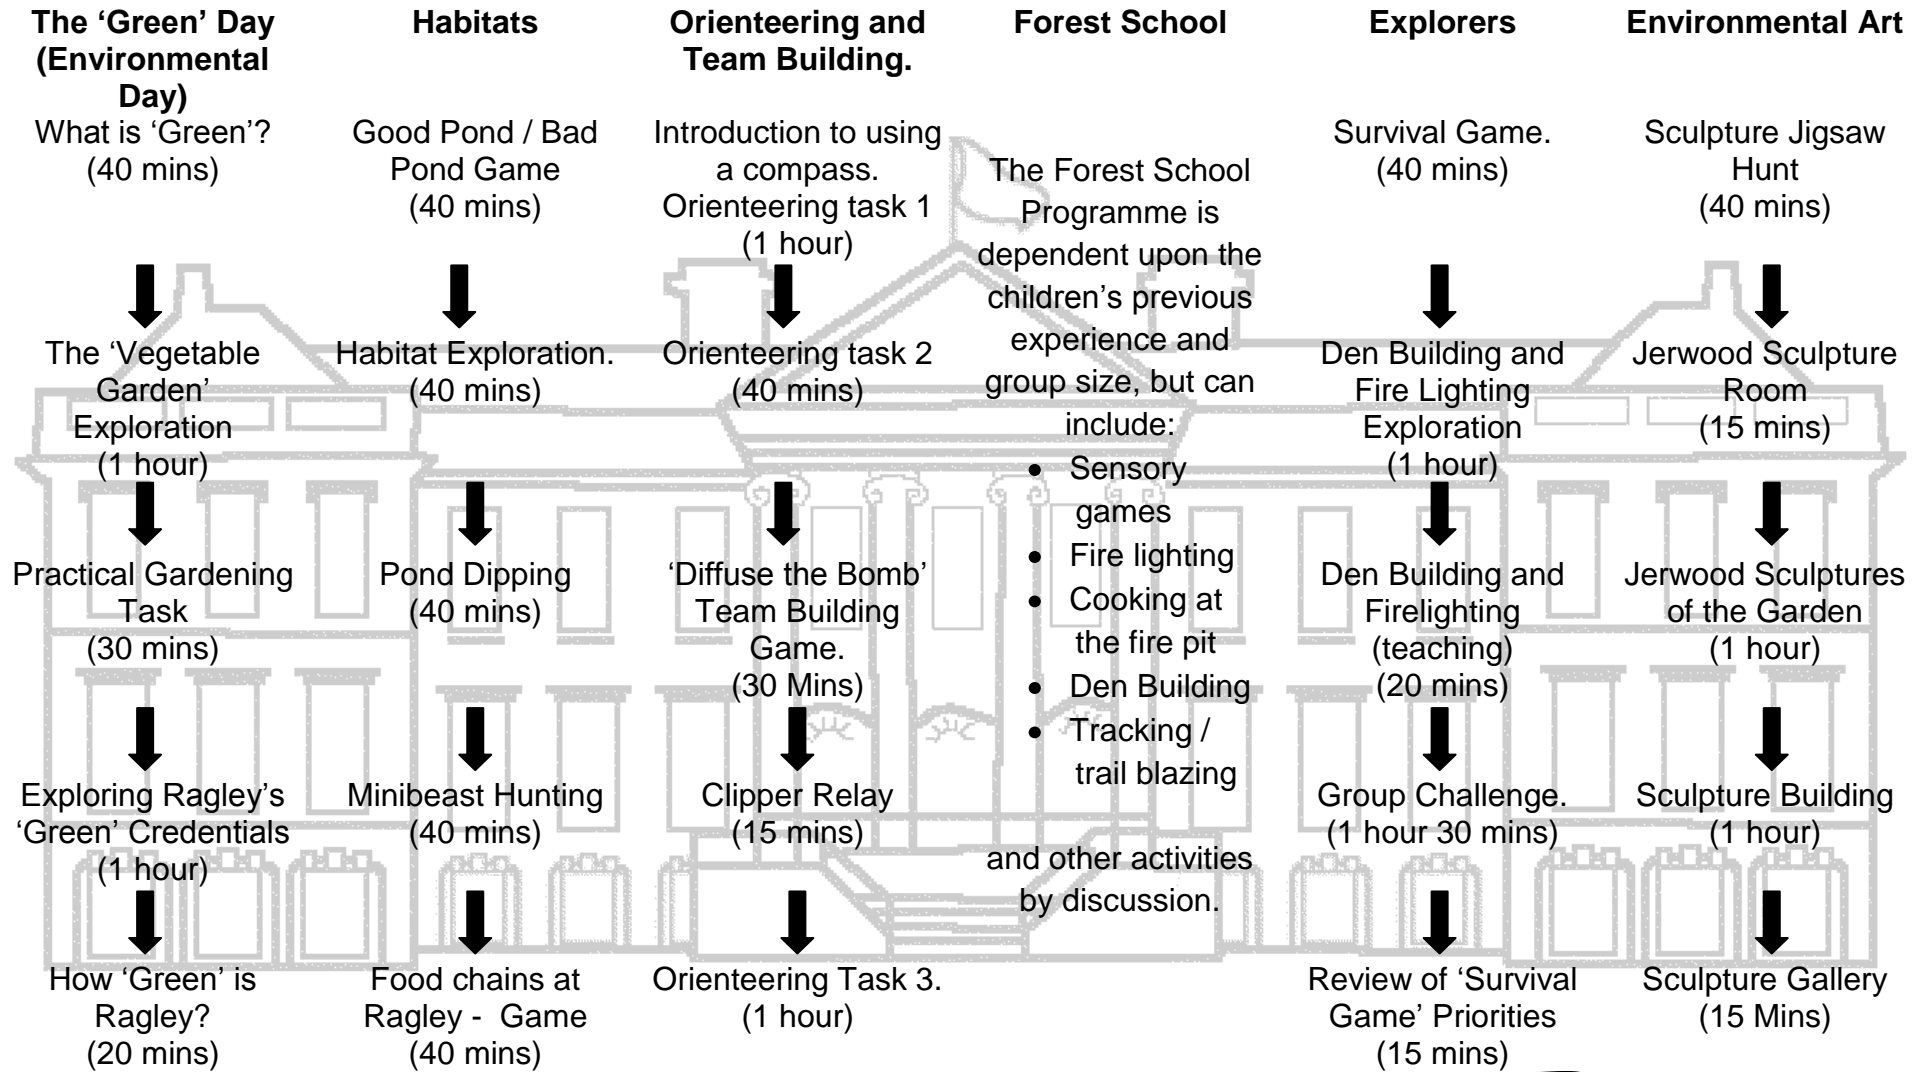 The ‘Green’ Day
(Environmental
Day)
What is ‘Green’?
(40 mins)
The ‘Vegetable
Garden’
Exploration
(1 hour)
Practical Gardening
Task
(30 mins)
Exploring Ragley’s
‘Green’ Credentials
(1 hour)
How ‘Green’ is
Ragley?
(20 mins)
Habitats
Good Pond / Bad
Pond Game
(40 mins)
Habitat Exploration.
(40 mins)
Pond Dipping
(40 mins)
Minibeast Hunting
(40 mins)
Food chains at
Ragley - Game
(40 mins)
Orienteering and
Team Building.
Introduction to using
a compass.
Orienteering task 1
(1 hour)
Orienteering task 2
(40 mins)
‘Diffuse the Bomb’
Team Building
Game.
(30 Mins)
Clipper Relay
(15 mins)
Orienteering Task 3.
(1 hour)
Forest School
The Forest School
Programme is
dependent upon the
children’s previous
experience and
group size, but can
include:
• Sensory
games
• Fire lighting
• Cooking at
the fire pit
• Den Building
• Tracking /
trail blazing
and other activities
by discussion.
Explorers
Survival Game.
(40 mins)
Den Building and
Fire Lighting
Exploration
(1 hour)
Den Building and
Firelighting
(teaching)
(20 mins)
Group Challenge.
(1 hour 30 mins)
Review of ‘Survival
Game’ Priorities
(15 mins)
Environmental Art
Sculpture Jigsaw
Hunt
(40 mins)
Jerwood Sculpture
Room
(15 mins)
Jerwood Sculptures
of the Garden
(1 hour)
Sculpture Building
(1 hour)
Sculpture Gallery
(15 Mins)